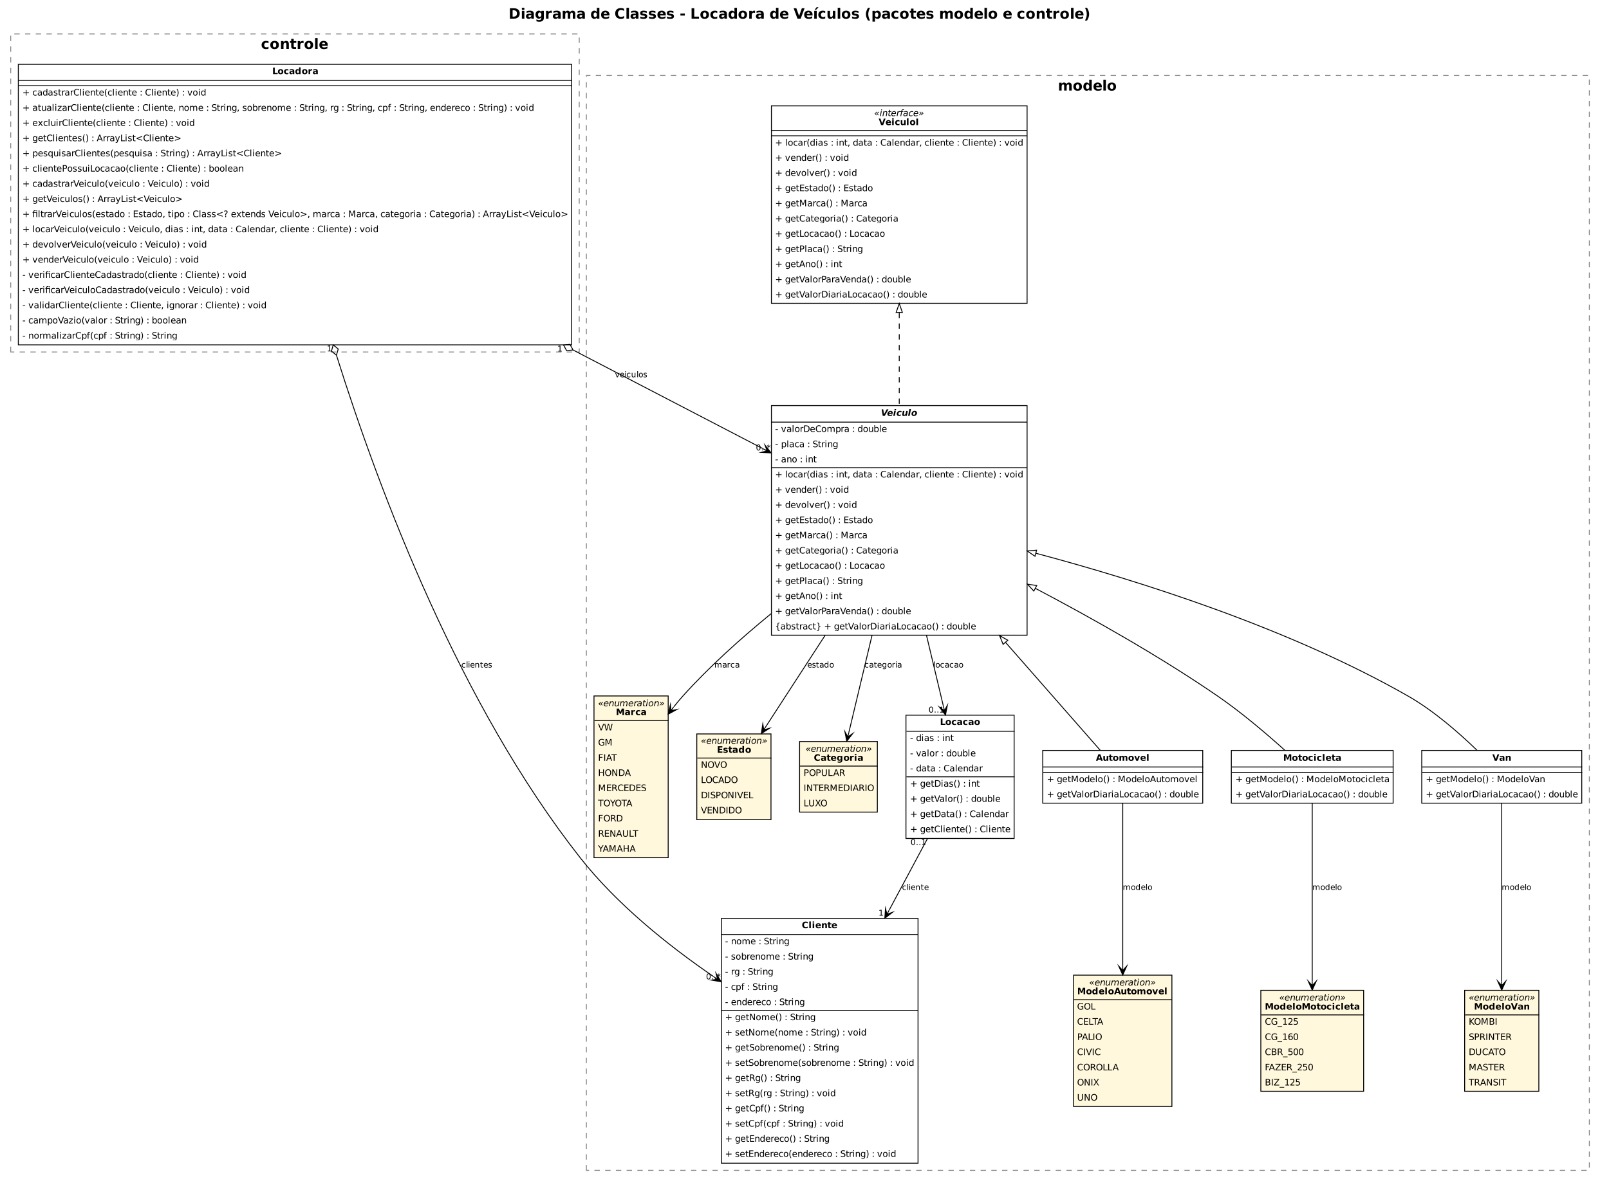 Diagrama de Classes - Locadora de Veículos (pacotes modelo e controle)
controle
Locadora
+ cadastrarCliente(cliente : Cliente) : void
+ atualizarCliente(cliente : Cliente, nome : String, sobrenome : String, rg : String, cpf : String, endereco : String) : void
+ excluirCliente(cliente : Cliente) : void
+ getClientes() : ArrayList<Cliente>
+ pesquisarClientes(pesquisa : String) : ArrayList<Cliente>
+ clientePossuiLocacao(cliente : Cliente) : boolean
+ cadastrarVeiculo(veiculo : Veiculo) : void
+ getVeiculos() : ArrayList<Veiculo>
+ filtrarVeiculos(estado : Estado, tipo : Class<? extends Veiculo>, marca : Marca, categoria : Categoria) : ArrayList<Veiculo>
+ locarVeiculo(veiculo : Veiculo, dias : int, data : Calendar, cliente : Cliente) : void
+ devolverVeiculo(veiculo : Veiculo) : void
+ venderVeiculo(veiculo : Veiculo) : void
- verificarClienteCadastrado(cliente : Cliente) : void
- verificarVeiculoCadastrado(veiculo : Veiculo) : void
- validarCliente(cliente : Cliente, ignorar : Cliente) : void
- campoVazio(valor : String) : boolean
- normalizarCpf(cpf : String) : String
1
1
modelo
«interface»
VeiculoI
+ locar(dias : int, data : Calendar, cliente : Cliente) : void
+ vender() : void
+ devolver() : void
+ getEstado() : Estado
+ getMarca() : Marca
+ getCategoria() : Categoria
+ getLocacao() : Locacao
+ getPlaca() : String
+ getAno() : int
+ getValorParaVenda() : double
+ getValorDiariaLocacao() : double
veiculos
Veiculo
- valorDeCompra : double
- placa : String
- ano : int
+ locar(dias : int, data : Calendar, cliente : Cliente) : void
+ vender() : void
+ devolver() : void
+ getEstado() : Estado
+ getMarca() : Marca
+ getCategoria() : Categoria
+ getLocacao() : Locacao
+ getPlaca() : String
+ getAno() : int
+ getValorParaVenda() : double
{abstract} + getValorDiariaLocacao() : double
clientes
marca
estado
categoria
locacao
«enumeration»
Marca
VW
GM
FIAT
HONDA
MERCEDES
TOYOTA
FORD
RENAULT
YAMAHA
«enumeration»
Estado
NOVO
LOCADO
DISPONIVEL
VENDIDO
«enumeration»
Categoria
POPULAR
INTERMEDIARIO
LUXO
Locacao
- dias : int
- valor : double
- data : Calendar
+ getDias() : int
+ getValor() : double
+ getData() : Calendar
+ getCliente() : Cliente
0..1
Automovel
+ getModelo() : ModeloAutomovel
+ getValorDiariaLocacao() : double
Motocicleta
+ getModelo() : ModeloMotocicleta
+ getValorDiariaLocacao() : double
Van
+ getModelo() : ModeloVan
+ getValorDiariaLocacao() : double
cliente
1
modelo
modelo
modelo
Cliente
- nome : String
- sobrenome : String
- rg : String
- cpf : String
- endereco : String
+ getNome() : String
+ setNome(nome : String) : void
+ getSobrenome() : String
+ setSobrenome(sobrenome : String) : void
+ getRg() : String
+ setRg(rg : String) : void
+ getCpf() : String
+ setCpf(cpf : String) : void
+ getEndereco() : String
+ setEndereco(endereco : String) : void
«enumeration»
ModeloAutomovel
GOL
CELTA
PALIO
CIVIC
COROLLA
ONIX
UNO
«enumeration»
ModeloMotocicleta
CG_125
CG_160
CBR_500
FAZER_250
BIZ_125
«enumeration»
ModeloVan
KOMBI
SPRINTER
DUCATO
MASTER
TRANSIT